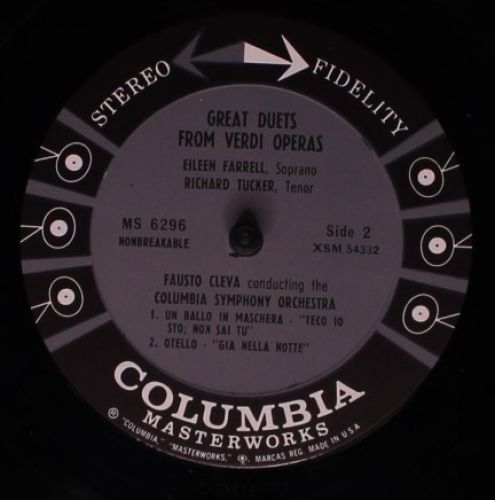 STEREO FIDELITY
GREAT DUETS
FROM VERDI OPERAS
EILEEN FARRELL, Soprano
RICHARD TUCKER, Tenor
MS 6296
NONBREAKABLE
Side 2
XSM 54332
FAUSTO CLEVA conducting the
COLUMBIA SYMPHONY ORCHESTRA
1. UN BALLO IN MASCHERA - "TECO IO
STO; NON SAI TU"
2. OTELLO - "GIA NELLA NOTTE"
COLUMBIA
MASTERWORKS
® "COLUMBIA", "MASTERWORKS," ®. MARCAS REG. MADE IN U.S.A